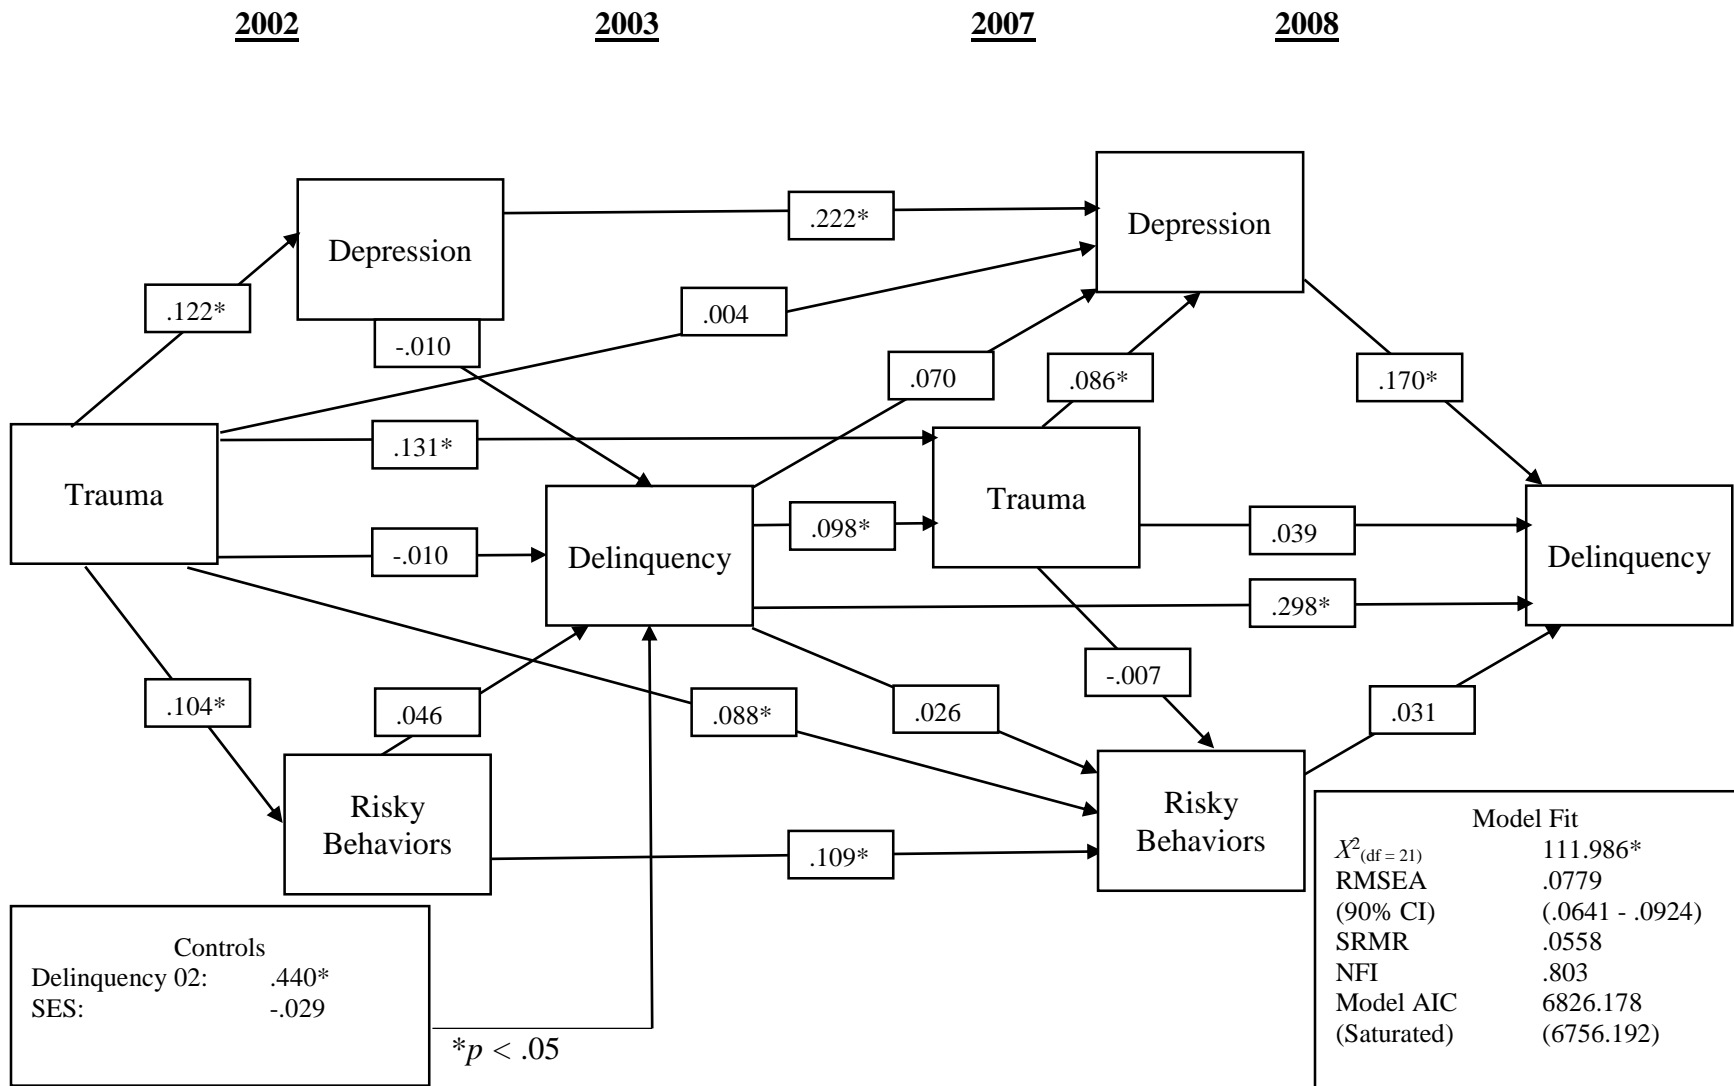 2002 2003 2007 2008
Depression
Depression
.222*
.122*
.004
-.010
.070
.086*
.170*
.131*
Trauma
Trauma
.098*
.039
-.010
Delinquency
Delinquency
.298*
-.007
.104*
.046
.088*
.026
.031
Risky
Behaviors
Risky
Behaviors
.109*
Controls
Delinquency 02: .440*
SES: -.029
*p < .05
Model Fit
X²(df = 21) 111.986*
RMSEA .0779
(90% CI) (.0641 - .0924)
SRMR .0558
NFI .803
Model AIC 6826.178
(Saturated) (6756.192)